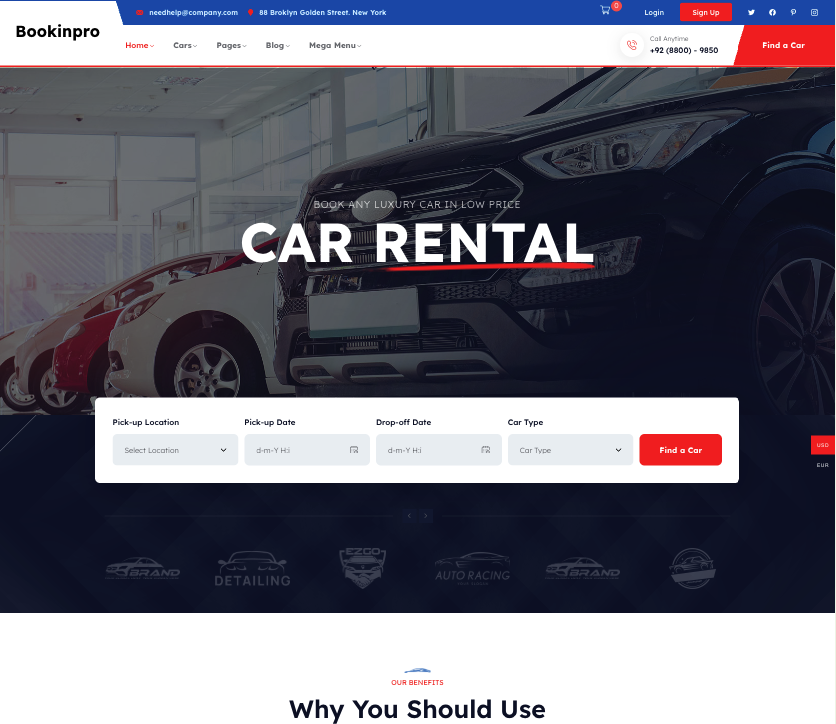 needhelp@company.com
88 Broklyn Golden Street. New York
0
Login
Sign Up
Bookinpro
Home
Cars
Pages
Blog
Mega Menu
Call Anytime
+92 (8800) - 9850
Find a Car
BOOK ANY LUXURY CAR IN LOW PRICE
CAR RENTAL
Pick-up Location
Pick-up Date
Drop-off Date
Car Type
Select Location
d-m-Y H:i
d-m-Y H:i
Car Type
Find a Car
USD
EUR
BRAND
DETAILING
EZGO
AUTO RACING
BRAND
OUR BENEFITS
Why You Should Use